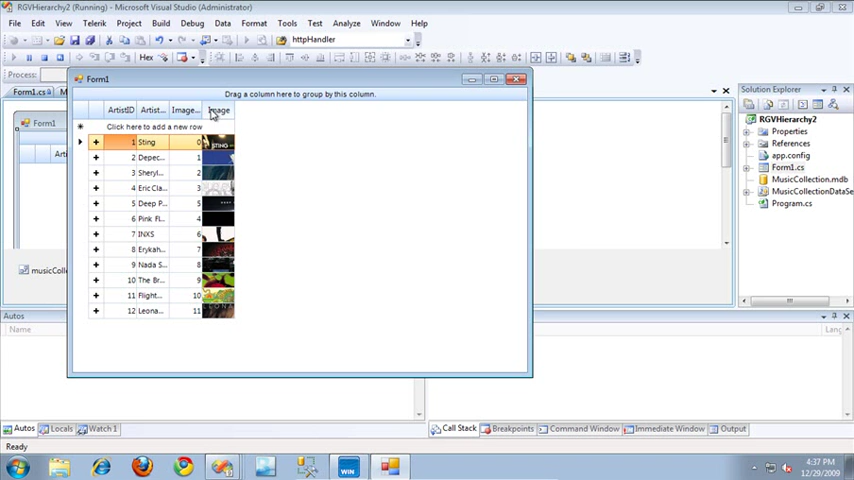 RGVHierarchy2 (Running) - Microsoft Visual Studio (Administrator)
File Edit View Project Build Debug Data Format Tools Test Analyze Window Help
httpHandler
Hex
Process:
Form1.cs
Form1
Form1
Drag a column here to group by this column.
ArtistID Artist... Image... Image
Click here to add a new row
1 Sting 0
2 Depec... 1
3 Sheryl... 2
4 Eric Cla... 3
5 Deep P... 5
6 Pink Fl... 4
7 INXS 6
8 Erykah... 7
9 Nada S... 8
10 The Br... 9
11 Flight... 10
12 Leona... 11
STING
Solution Explorer
RGVHierarchy2
Properties
References
app.config
Form1.cs
MusicCollection.mdb
MusicCollectionDataSe
Program.cs
musicColle
Autos
Name
Lang
Autos Locals Watch 1
Call Stack Breakpoints Command Window Immediate Window Output
Ready
WIN
4:37 PM
12/29/2009